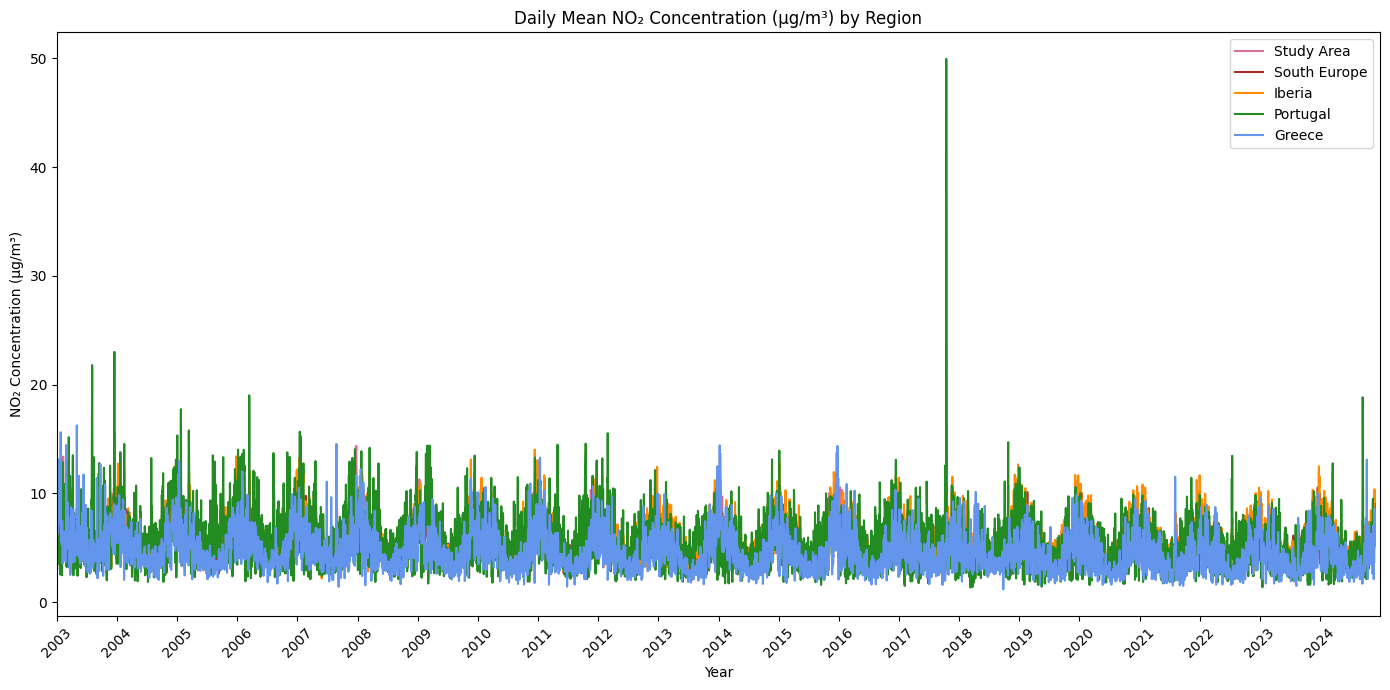 Daily Mean NO₂ Concentration (µg/m³) by Region
Study Area
South Europe
Iberia
Portugal
Greece
NO₂ Concentration (µg/m³)
50
40
30
20
10
0
2003 2004 2005 2006 2007 2008 2009 2010 2011 2012 2013 2014 2015 2016 2017 2018 2019 2020 2021 2022 2023 2024
Year